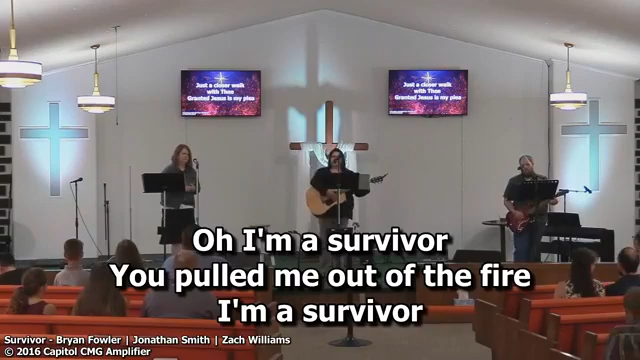 Just a closer walk
with Thee
Granted Jesus is my plea
Just a closer walk
with Thee
Granted Jesus is my plea
Oh I'm a survivor
You pulled me out of the fire
I'm a survivor
Survivor - Bryan Fowler | Jonathan Smith | Zach Williams
© 2016 Capitol CMG Amplifier